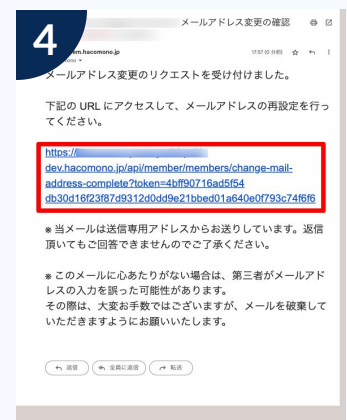 4
メールアドレス変更の確認
em.hacomono.jp
17:57 (0 分前)
メールアドレス変更のリクエストを受け付けました。
下記の URL にアクセスして、メールアドレスの再設定を行っ
てください。
https://
dev.hacomono.jp/api/member/members/change-mail-
address-complete?token=4bff90716ad5f54
db30d16f23f87d9312d0dd9e21bbed01a640e0f793c74f6f6
※ 当メールは送信専用アドレスからお送りしています。返信
頂いてもご回答できませんのでご了承ください。
※ このメールに心あたりがない場合は、第三者がメールアド
レスの入力を誤った可能性があります。
その際は、大変お手数ではございますが、メールを破棄して
いただきますようにお願いいたします。
返信
全員に返信
転送